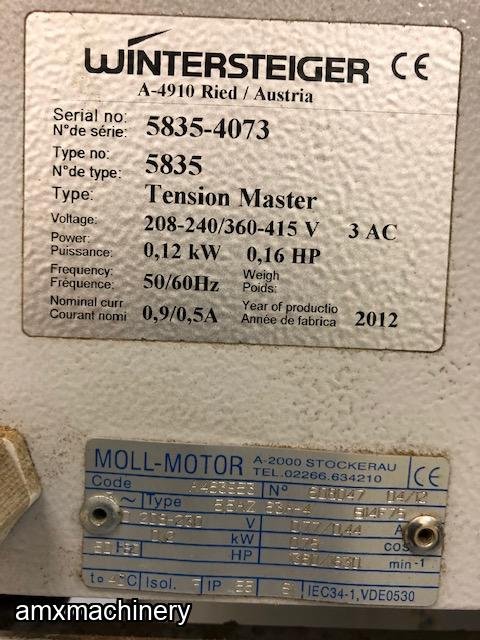 WINTERSTEIGER CE
A-4910 Ried / Austria
Serial no:
N°de série: 5835-4073
Type no:
N°de type: 5835
Type: Tension Master
Voltage: 208-240/360-415 V 3 AC
Power:
Puissance: 0,12 kW 0,16 HP
Frequency: Weigh
Fréquence: 50/60Hz Poids:
Nominal curr Year of productio
Courant nomi 0,9/0,5A Année de fabrica 2012
MOLL-MOTOR A-2000 STOCKERAU CE
TEL.02266.634210
Code N° 04/12
~ Type
V A
kW cos
Hz HP min-1
Isol. IP IEC34-1,VDE0530
amxmachinery